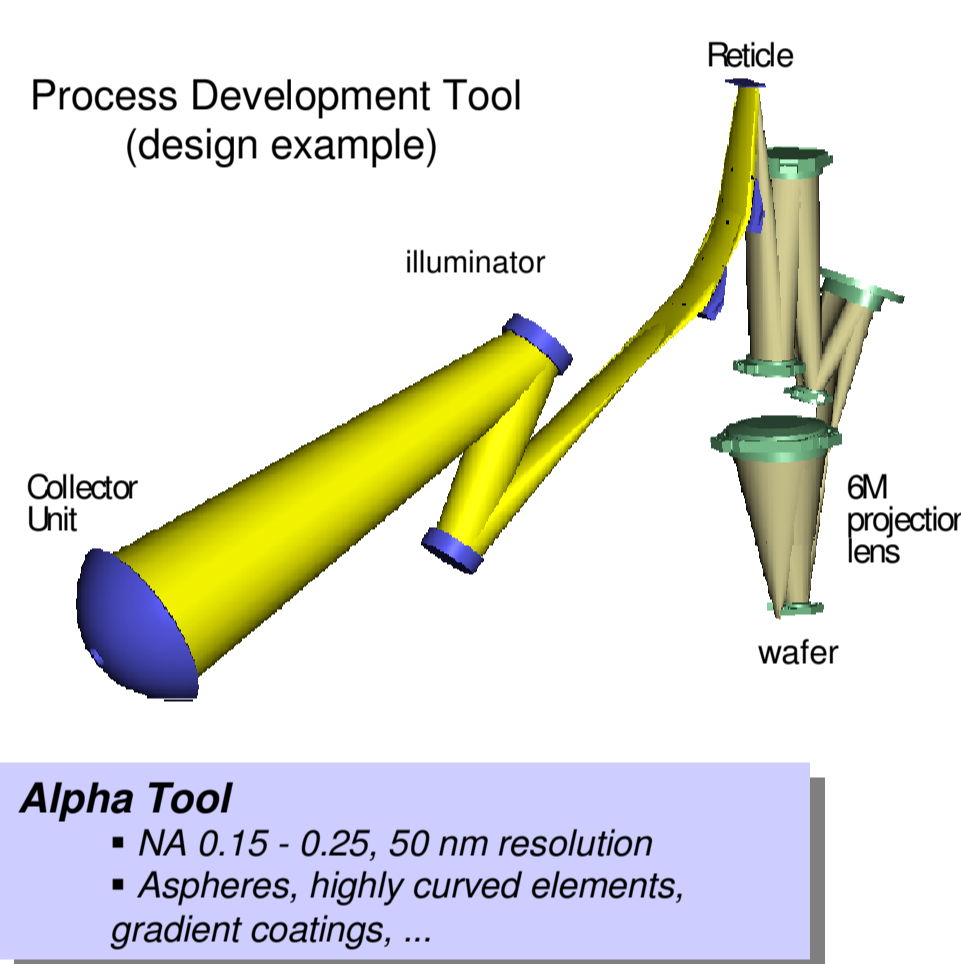 Reticle
Process Development Tool
(design example)
illuminator
Collector
Unit
6M
projection
lens
wafer
Alpha Tool
▪ NA 0.15 - 0.25, 50 nm resolution
▪ Aspheres, highly curved elements,
gradient coatings, ...